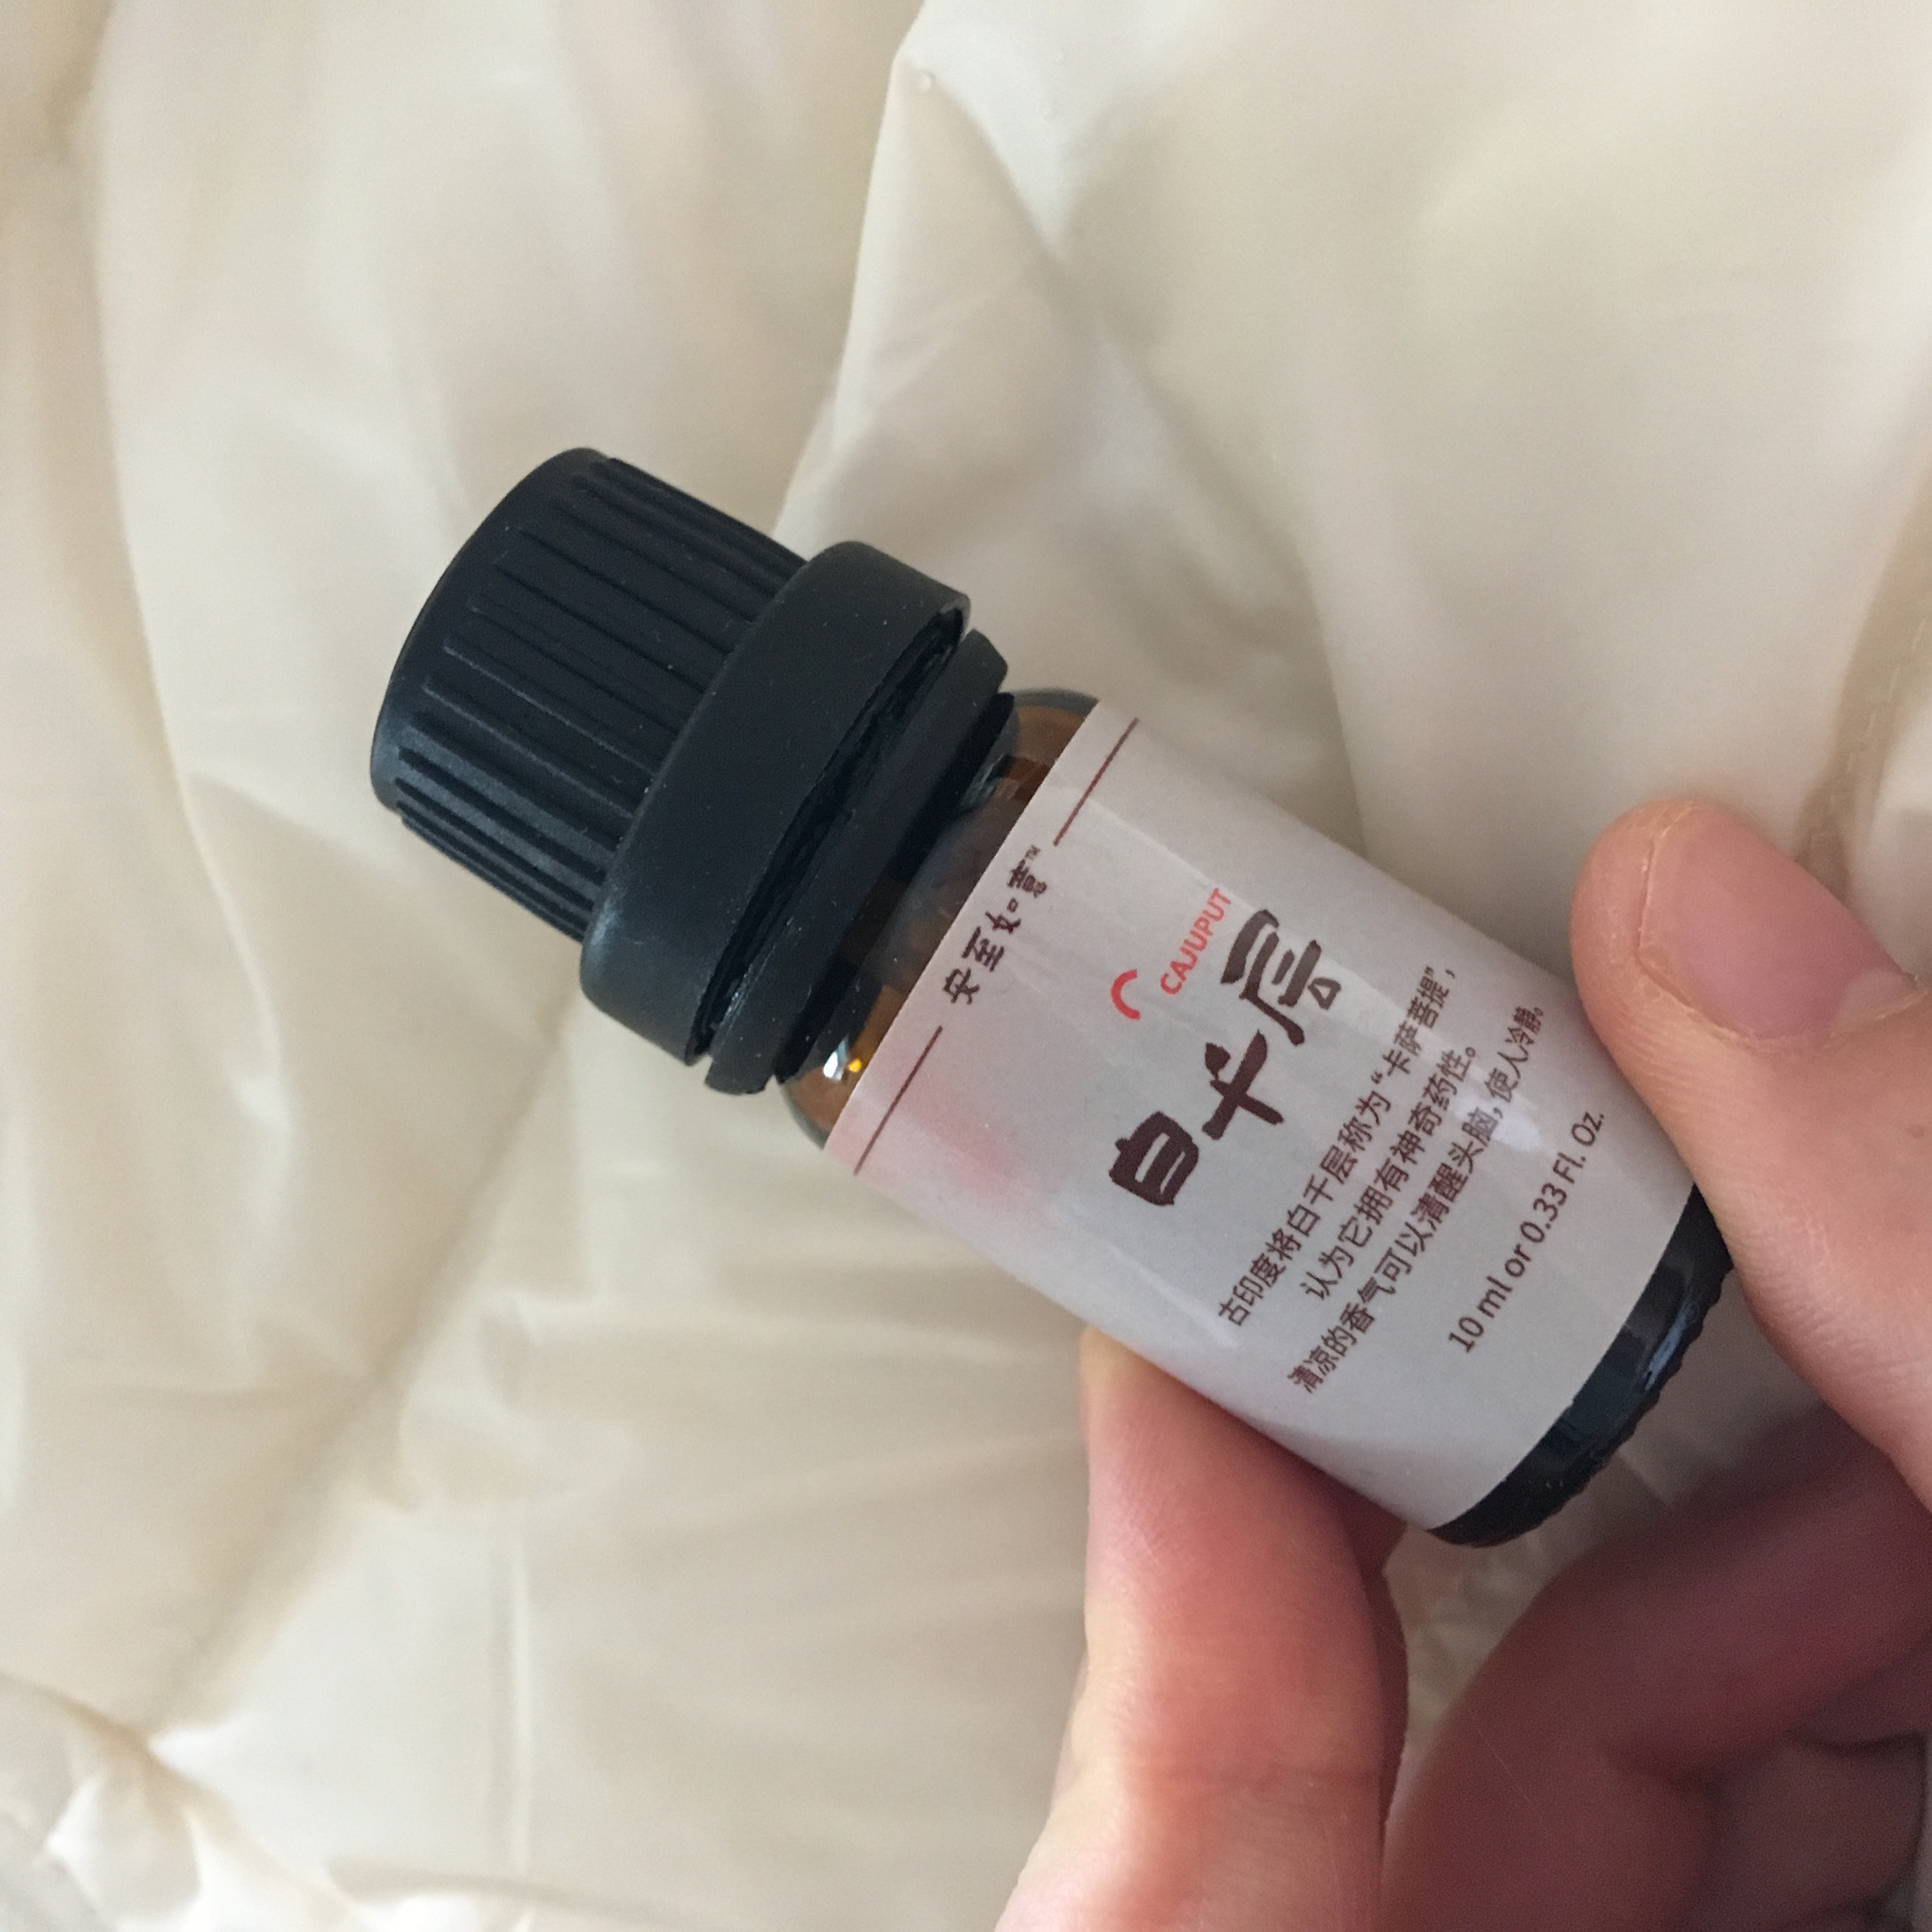 安至如意™
CAJUPUT
白千层
古印度将白千层称为“卡萨菩提”,
认为它拥有神奇药性。
清凉的香气可以清醒头脑,使人冷静。
10 ml or 0.33 Fl. Oz.